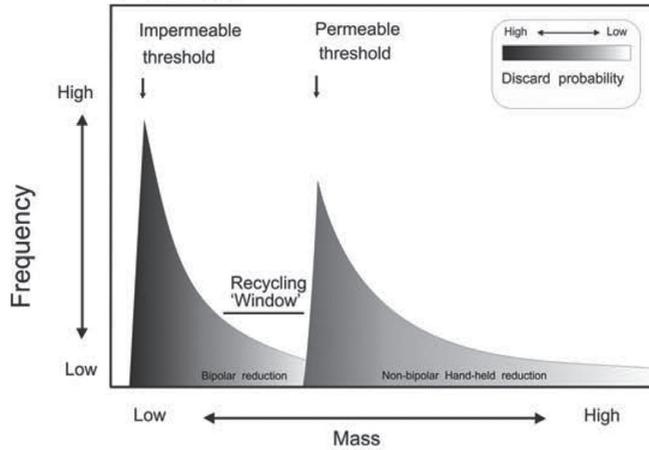 Impermeable
threshold
Permeable
threshold
High Low
Discard probability
High
Frequency
Low
Recycling
'Window'
Bipolar reduction
Non-bipolar Hand-held reduction
Low
High
Mass